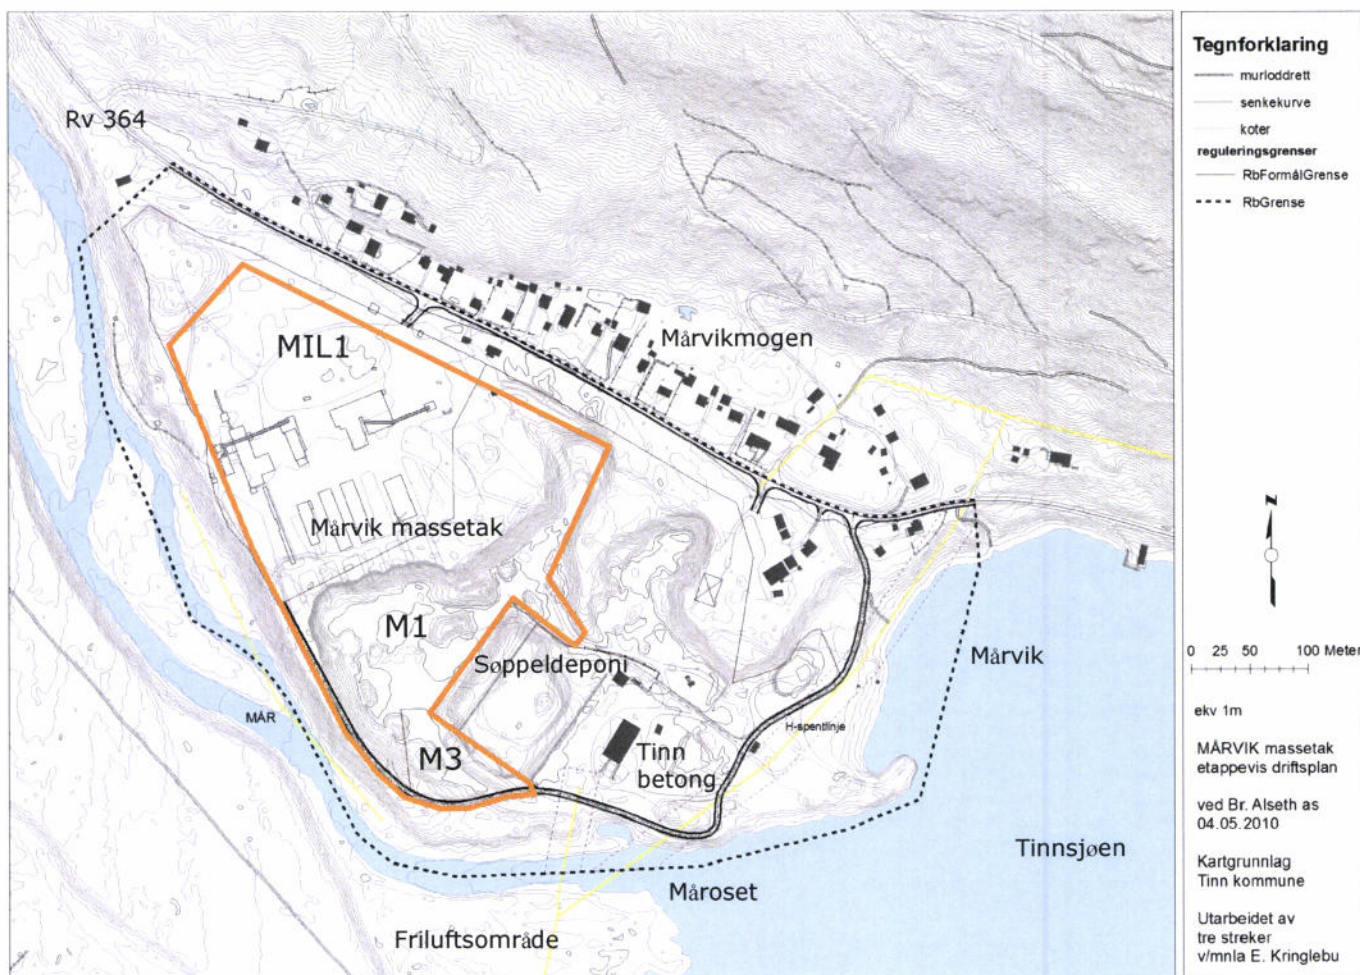 Rv 364
MIL1
Mårvikmogen
Mårvik massetak
M1
Søppeldeponi
Mårvik
MÅR
H-spentlinje
M3
Tinn
betong
Tinnsjøen
Måroset
Friluftsområde
Tegnforklaring
murloddrett
senkekurve
koter
reguleringsgrenser
RbFormålGrense
RbGrense
N
0 25 50 100 Meter
ekv 1m
MÅRVIK massetak
etappevis driftsplan
ved Br. Alseth as
04.05.2010
Kartgrunnlag
Tinn kommune
Utarbeidet av
tre streker
v/mnla E. Kringlebu